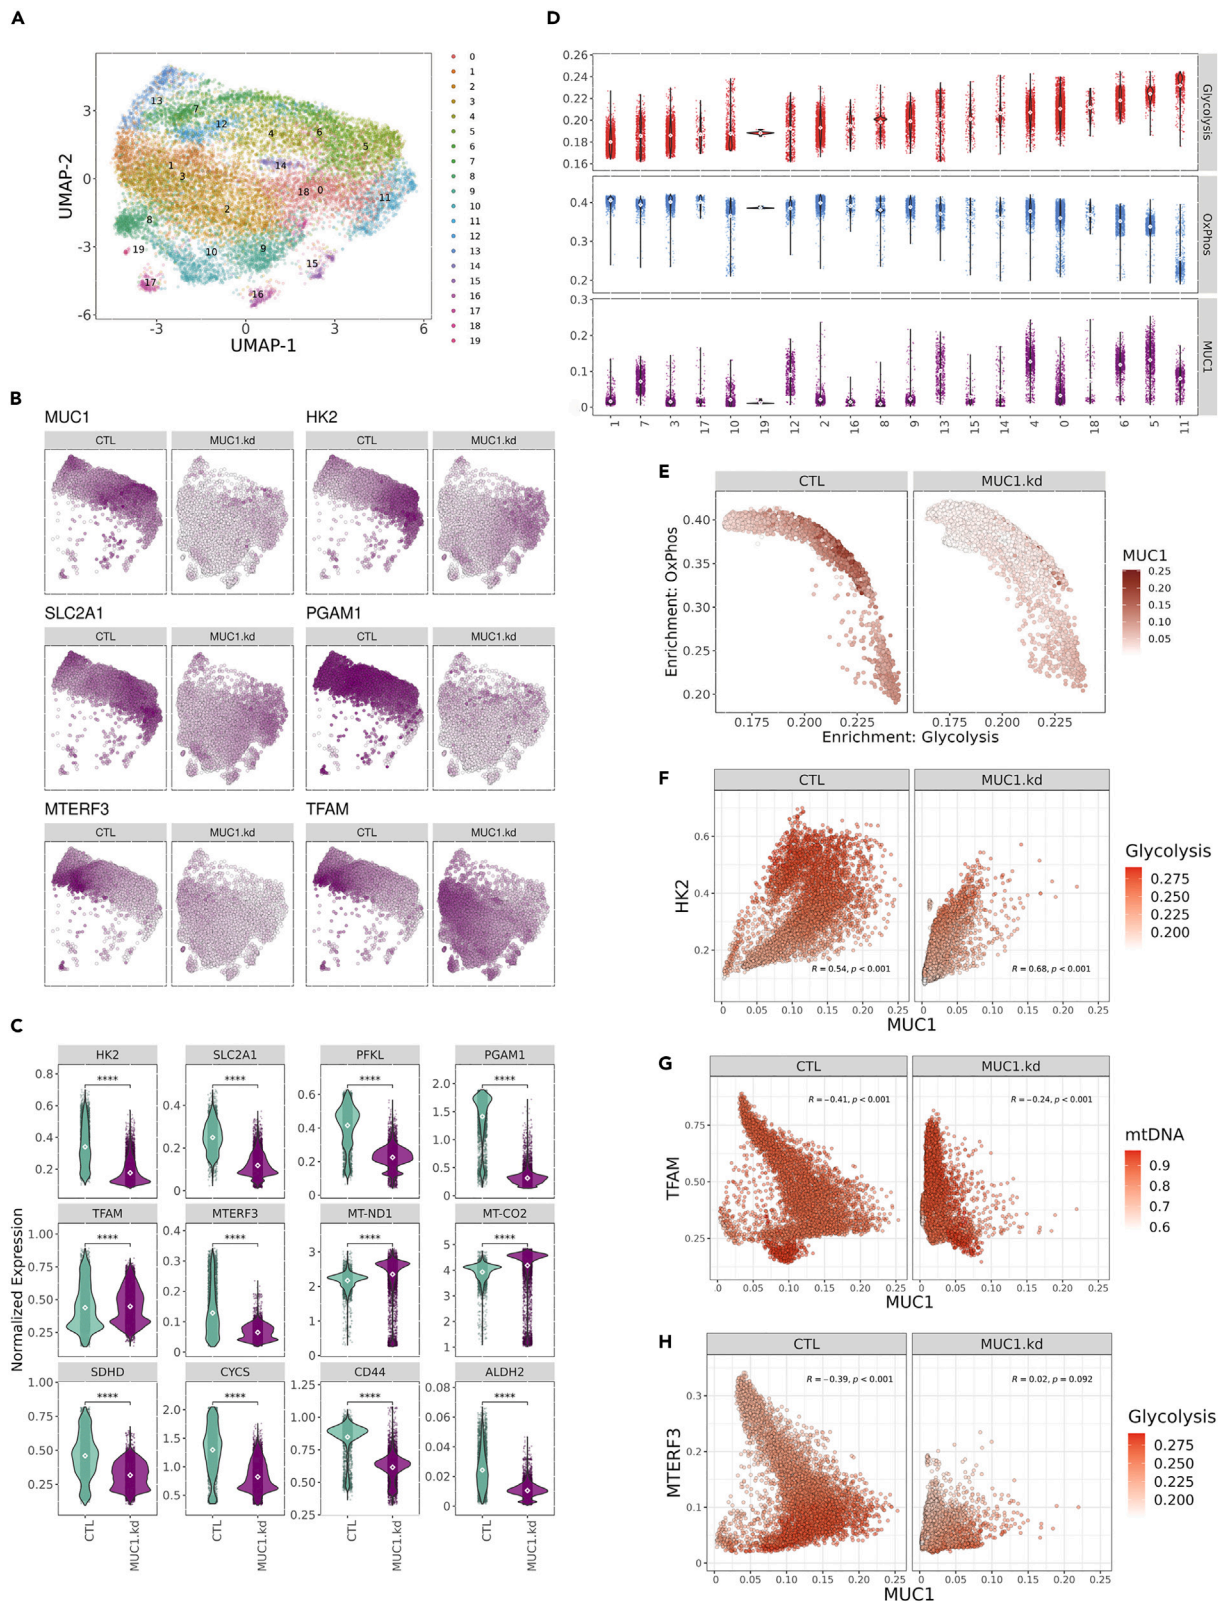 A
UMAP-2
3
0
-3
-6
-3
0
3
6
UMAP-1
13
7
12
4
6
5
1
3
14
18
0
11
2
8
19
10
9
17
15
16
0
1
2
3
4
5
6
7
8
9
10
11
12
13
14
15
16
17
18
19
B
MUC1
CTL
MUC1.kd
HK2
CTL
MUC1.kd
SLC2A1
CTL
MUC1.kd
PGAM1
CTL
MUC1.kd
MTERF3
CTL
MUC1.kd
TFAM
CTL
MUC1.kd
C
Normalized Expression
HK2
SLC2A1
PFKL
PGAM1
****
****
****
****
0.8
0.6
0.4
0.2
0.4
0.2
0
0.6
0.4
0.2
0
2.0
1.5
1.0
0.5
0
TFAM
MTERF3
MT-ND1
MT-CO2
****
****
****
****
1.00
0.75
0.50
0.25
0.4
0.3
0.2
0.1
0
3
2
1
0
5
4
3
2
1
SDHD
CYCS
CD44
ALDH2
****
****
****
****
1.00
0.75
0.50
0.25
2.0
1.5
1.0
0.5
1.25
1.00
0.75
0.50
0.25
0.08
0.06
0.04
0.02
0
CTL
MUC1.kd
CTL
MUC1.kd
CTL
MUC1.kd
CTL
MUC1.kd
D
0.26
0.24
0.22
0.20
0.18
0.16
Glycolysis
0.4
0.3
0.2
OxPhos
0.3
0.2
0.1
0
MUC1
1
7
3
17
10
19
12
2
16
8
9
13
15
14
4
0
18
6
5
11
E
CTL
MUC1.kd
Enrichment: OxPhos
0.40
0.35
0.30
0.25
0.20
0.175
0.200
0.225
0.175
0.200
0.225
Enrichment: Glycolysis
MUC1
0.25
0.20
0.15
0.10
0.05
F
CTL
MUC1.kd
HK2
0.6
0.4
0.2
R = 0.54, p < 0.001
R = 0.68, p < 0.001
0
0.05
0.10
0.15
0.20
0.25
0
0.05
0.10
0.15
0.20
0.25
MUC1
Glycolysis
0.275
0.250
0.225
0.200
G
CTL
MUC1.kd
TFAM
0.75
0.50
0.25
R = −0.41, p < 0.001
R = −0.24, p < 0.001
0
0.05
0.10
0.15
0.20
0.25
0
0.05
0.10
0.15
0.20
0.25
MUC1
mtDNA
0.9
0.8
0.7
0.6
H
CTL
MUC1.kd
MTERF3
0.3
0.2
0.1
0
R = −0.39, p < 0.001
R = 0.02, p = 0.092
0
0.05
0.10
0.15
0.20
0.25
0
0.05
0.10
0.15
0.20
0.25
MUC1
Glycolysis
0.275
0.250
0.225
0.200